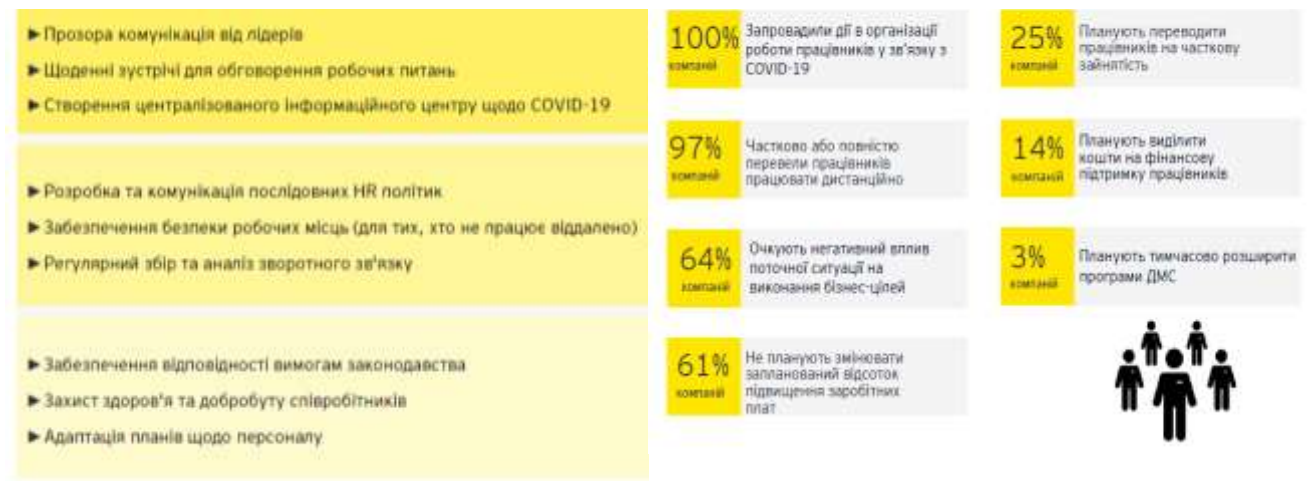 ►Прозора комунікація від лідерів
►Щоденні зустрічі для обговорення робочих питань
►Створення централізованого інформаційного центру щодо COVID-19
►Розробка та комунікація послідовних HR політик
►Забезпечення безпеки робочих місць (для тих, хто не працює віддалено)
►Регулярний збір та аналіз зворотного зв'язку
►Забезпечення відповідності вимогам законодавства
►Захист здоров'я та добробуту співробітників
►Адаптація планів щодо персоналу
100%
компаній
Запровадили дії в організації
роботи працівників у зв'язку з
COVID-19
97%
компаній
Частково або повністю
перевели працівників
працювати дистанційно
64%
компаній
Очкують негативний вплив
поточної ситуації на
виконання бізнес-цілей
61%
компаній
Не планують змінювати
запланований відсоток
підвищення заробітних
плат
25%
компаній
Планують переводити
працівників на часткову
зайнятість
14%
компаній
Планують виділити
кошти на фінансову
підтримку працівників
3%
компаній
Планують тимчасово розширити
програми ДМС